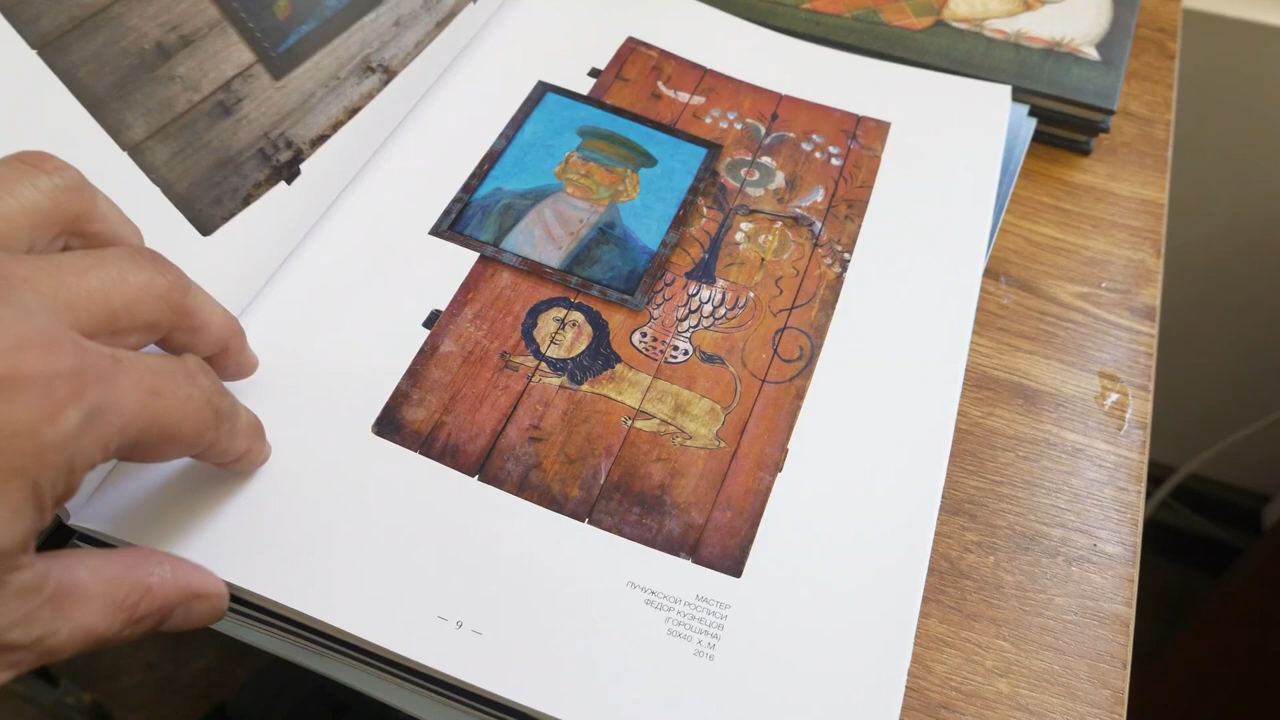 МАСТЕР
ПУЧУЖСКОЙ РОСПИСИ
ФЕДОР КУЗНЕЦОВ
(ГОРОШИНА)
50Х40. Х., М.
2016
— 9 —